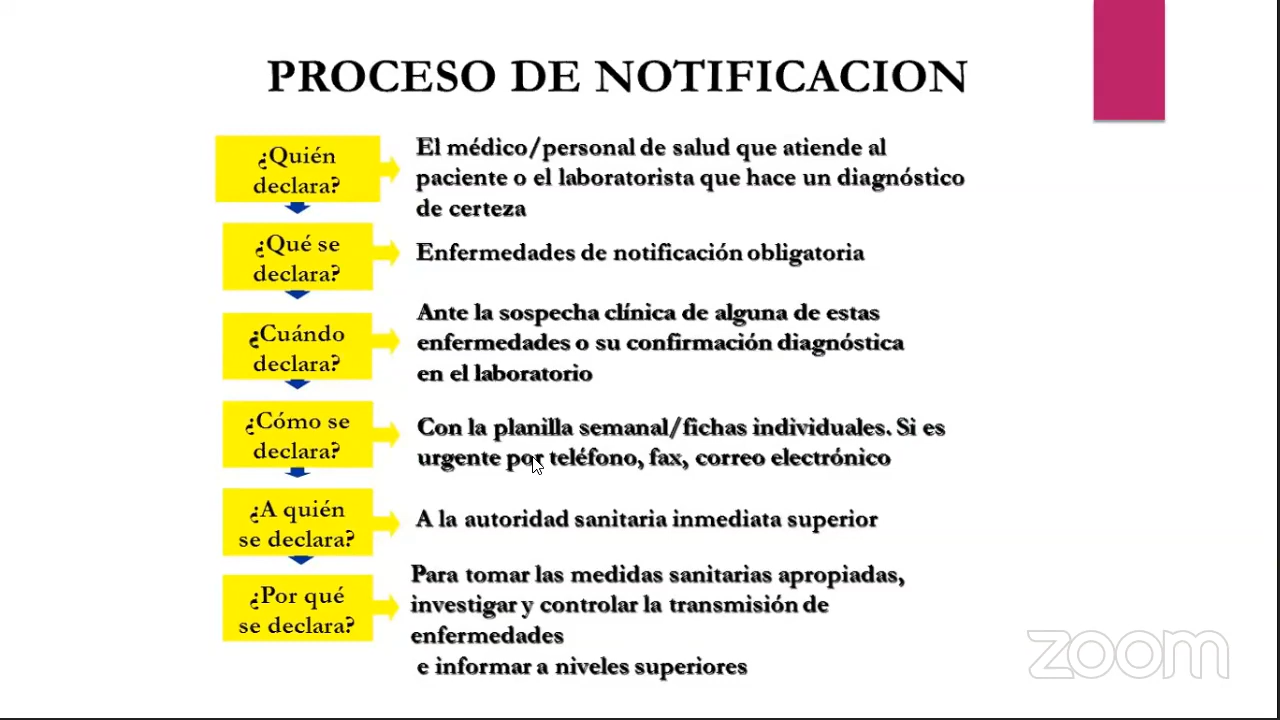 PROCESO DE NOTIFICACION
¿Quién
declara?
El médico/personal de salud que atiende al
paciente o el laboratorista que hace un diagnóstico
de certeza
¿Qué se
declara?
Enfermedades de notificación obligatoria
¿Cuándo
declara?
Ante la sospecha clínica de alguna de estas
enfermedades o su confirmación diagnóstica
en el laboratorio
¿Cómo se
declara?
Con la planilla semanal/fichas individuales. Si es
urgente por teléfono, fax, correo electrónico
¿A quién
se declara?
A la autoridad sanitaria inmediata superior
¿Por qué
se declara?
Para tomar las medidas sanitarias apropiadas,
investigar y controlar la transmisión de
enfermedades
e informar a niveles superiores
zoom